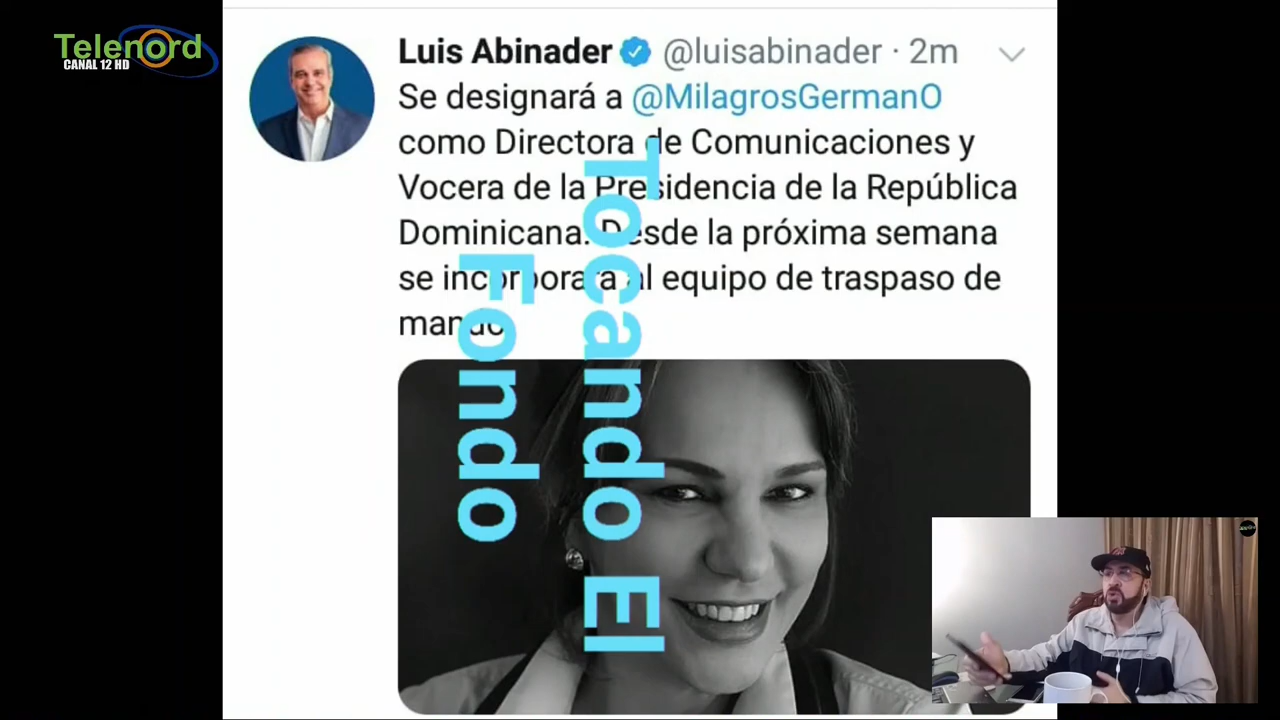 Telenord
CANAL 12 HD
Luis Abinader @luisabinader · 2m
Se designará a @MilagrosGermanO
como Directora de Comunicaciones y
Vocera de la Presidencia de la República
Dominicana. Desde la próxima semana
se incorporará al equipo de traspaso de
mando
Tocando El
Fondo